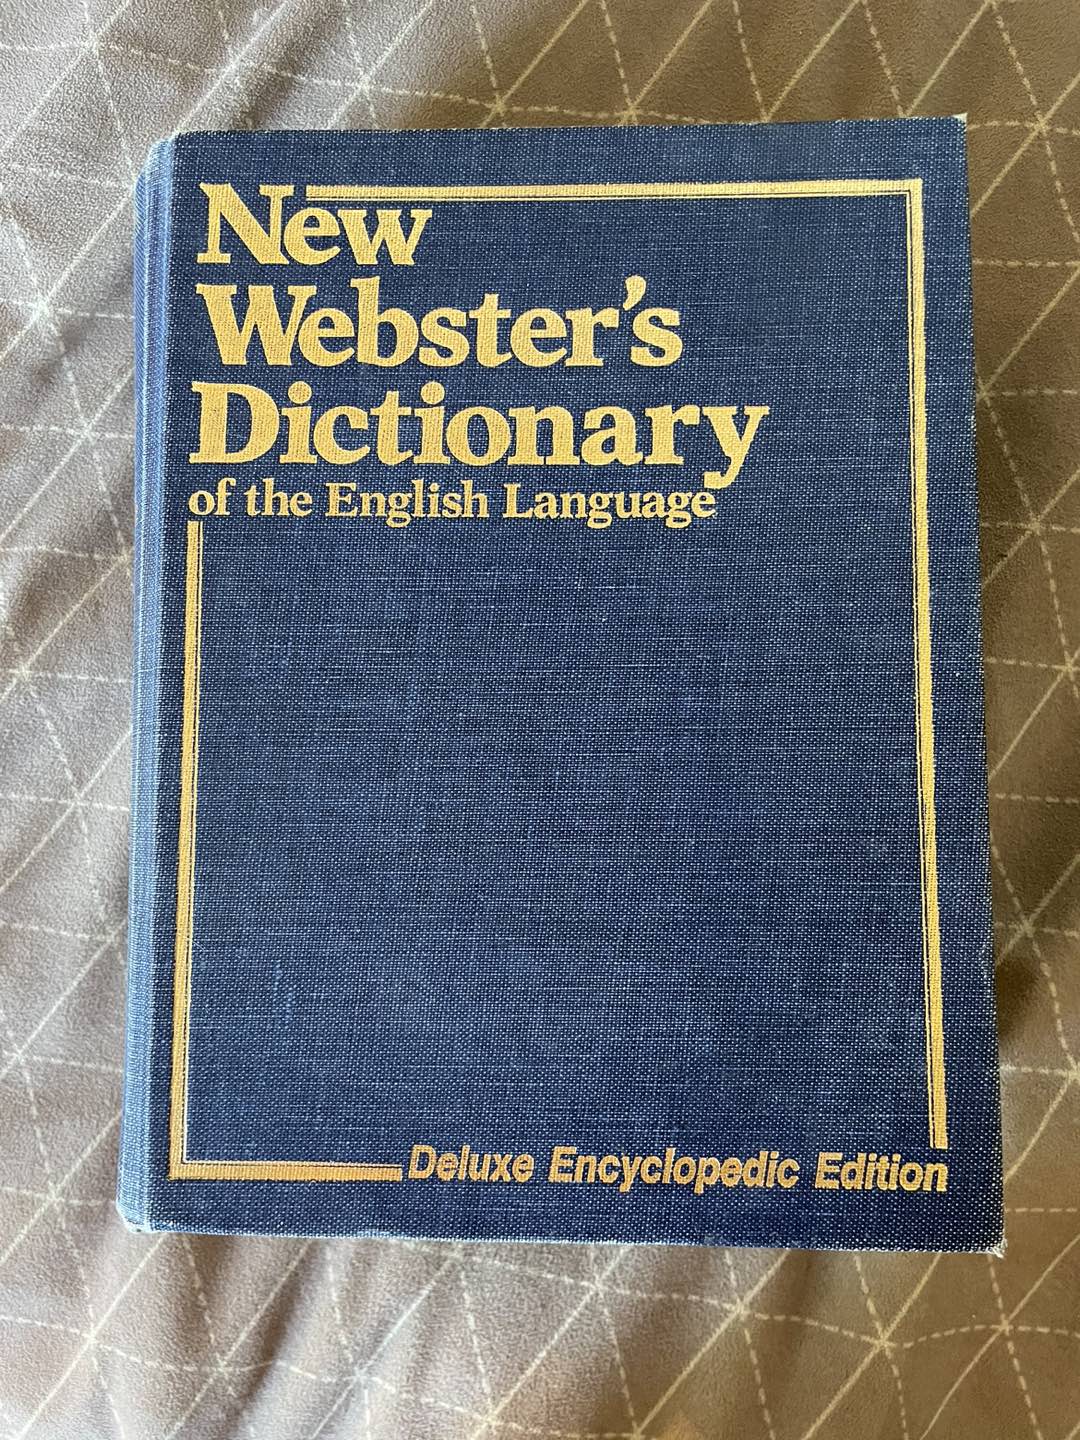 New
Webster's
Dictionary
of the English Language
Deluxe Encyclopedic Edition